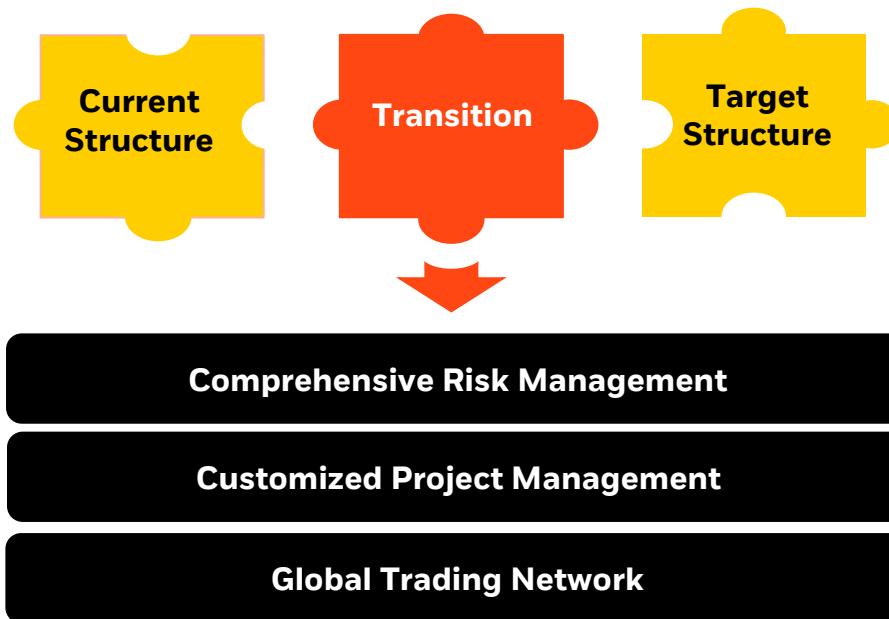 Current
Structure
Transition
Target
Structure
Comprehensive Risk Management
Customized Project Management
Global Trading Network